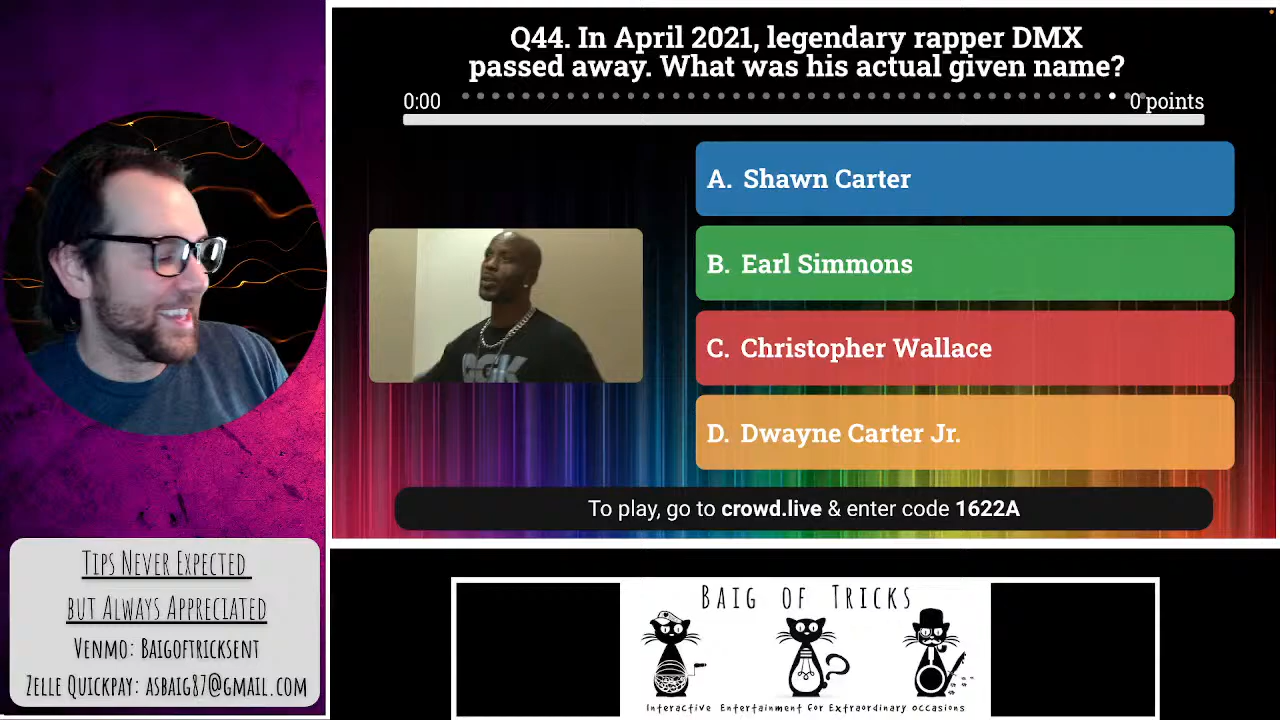 Q44. In April 2021, legendary rapper DMX
passed away. What was his actual given name?
0:00
0 points
A. Shawn Carter
B. Earl Simmons
C. Christopher Wallace
D. Dwayne Carter Jr.
To play, go to crowd.live & enter code 1622A
Tips Never Expected
but Always Appreciated
Venmo: Baigoftricksent
Zelle Quickpay: asbaig87@gmail.com
Baig of Tricks
Interactive Entertainment for Extraordinary Occasions